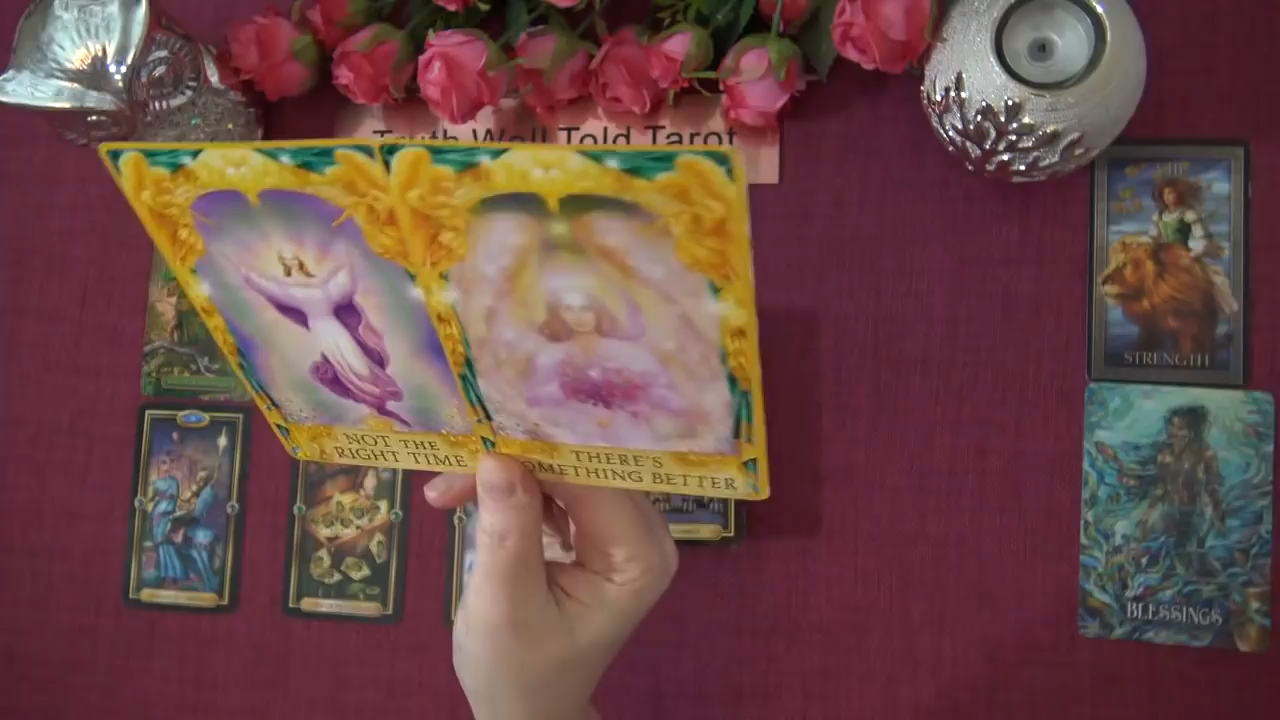 Truth Well Told Tarot
NOT THE
RIGHT TIME
THERE'S
SOMETHING BETTER
STRENGTH
BLESSINGS